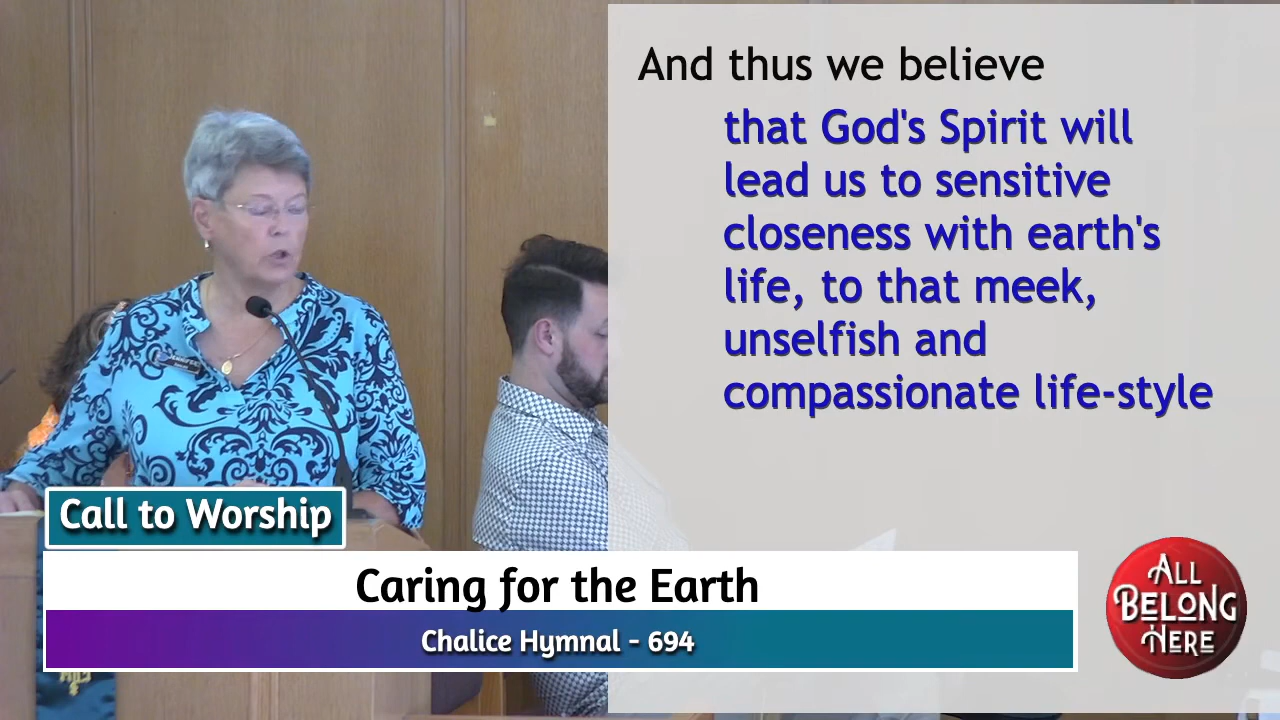 And thus we believe
that God's Spirit will
lead us to sensitive
closeness with earth's
life, to that meek,
unselfish and
compassionate life-style
Call to Worship
Caring for the Earth
Chalice Hymnal - 694
ALL
BELONG
HERE